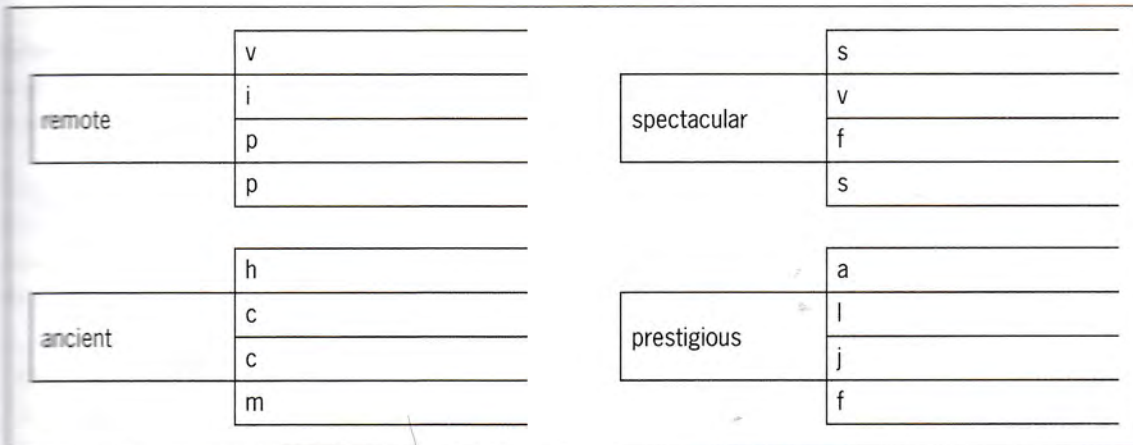 remote
v
i
p
p
spectacular
s
v
f
s
ancient
h
c
c
m
prestigious
a
l
j
f